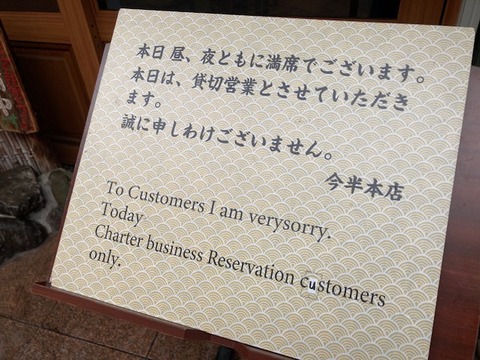 本日 昼、夜ともに満席でございます。
本日は、貸切営業とさせていただき
ます。
誠に申しわけございません。
今半本店
To Customers I am verysorry.
Today
Charter business Reservation customers
only.